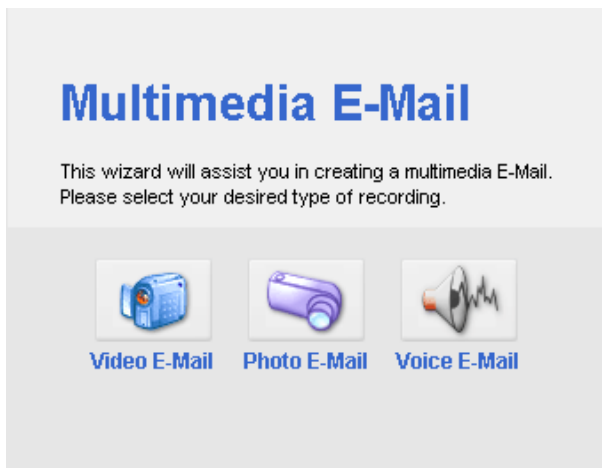 Multimedia E-Mail
This wizard will assist you in creating a multimedia E-Mail.
Please select your desired type of recording.
Video E-Mail Photo E-Mail Voice E-Mail